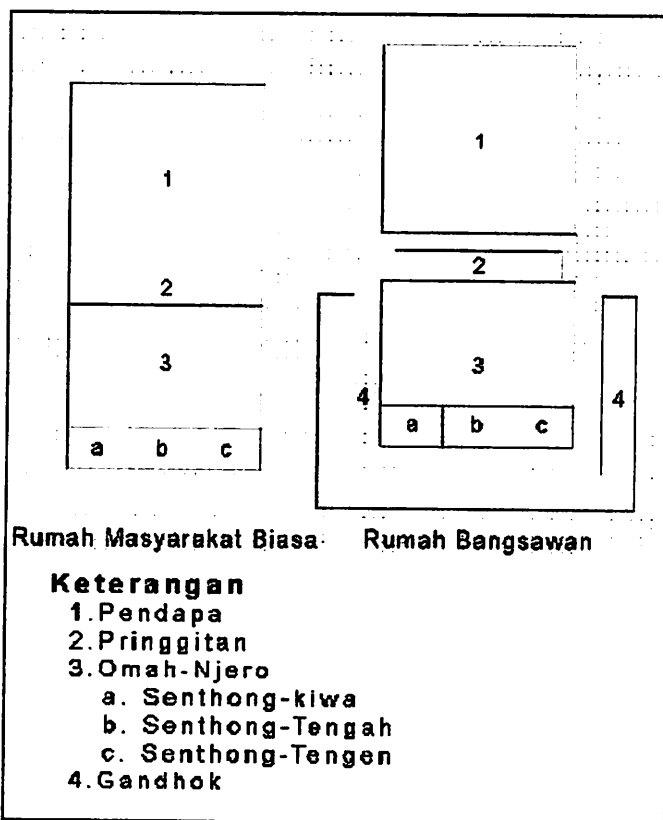 1
2
3
a b c
1
2
3
4
4
a b c
Rumah Masyarakat Biasa
Rumah Bangsawan
Keterangan
1.Pendapa
2.Pringgitan
3.Omah-Njero
a. Senthong-kiwa
b. Senthong-Tengah
c. Senthong-Tengen
4.Gandhok